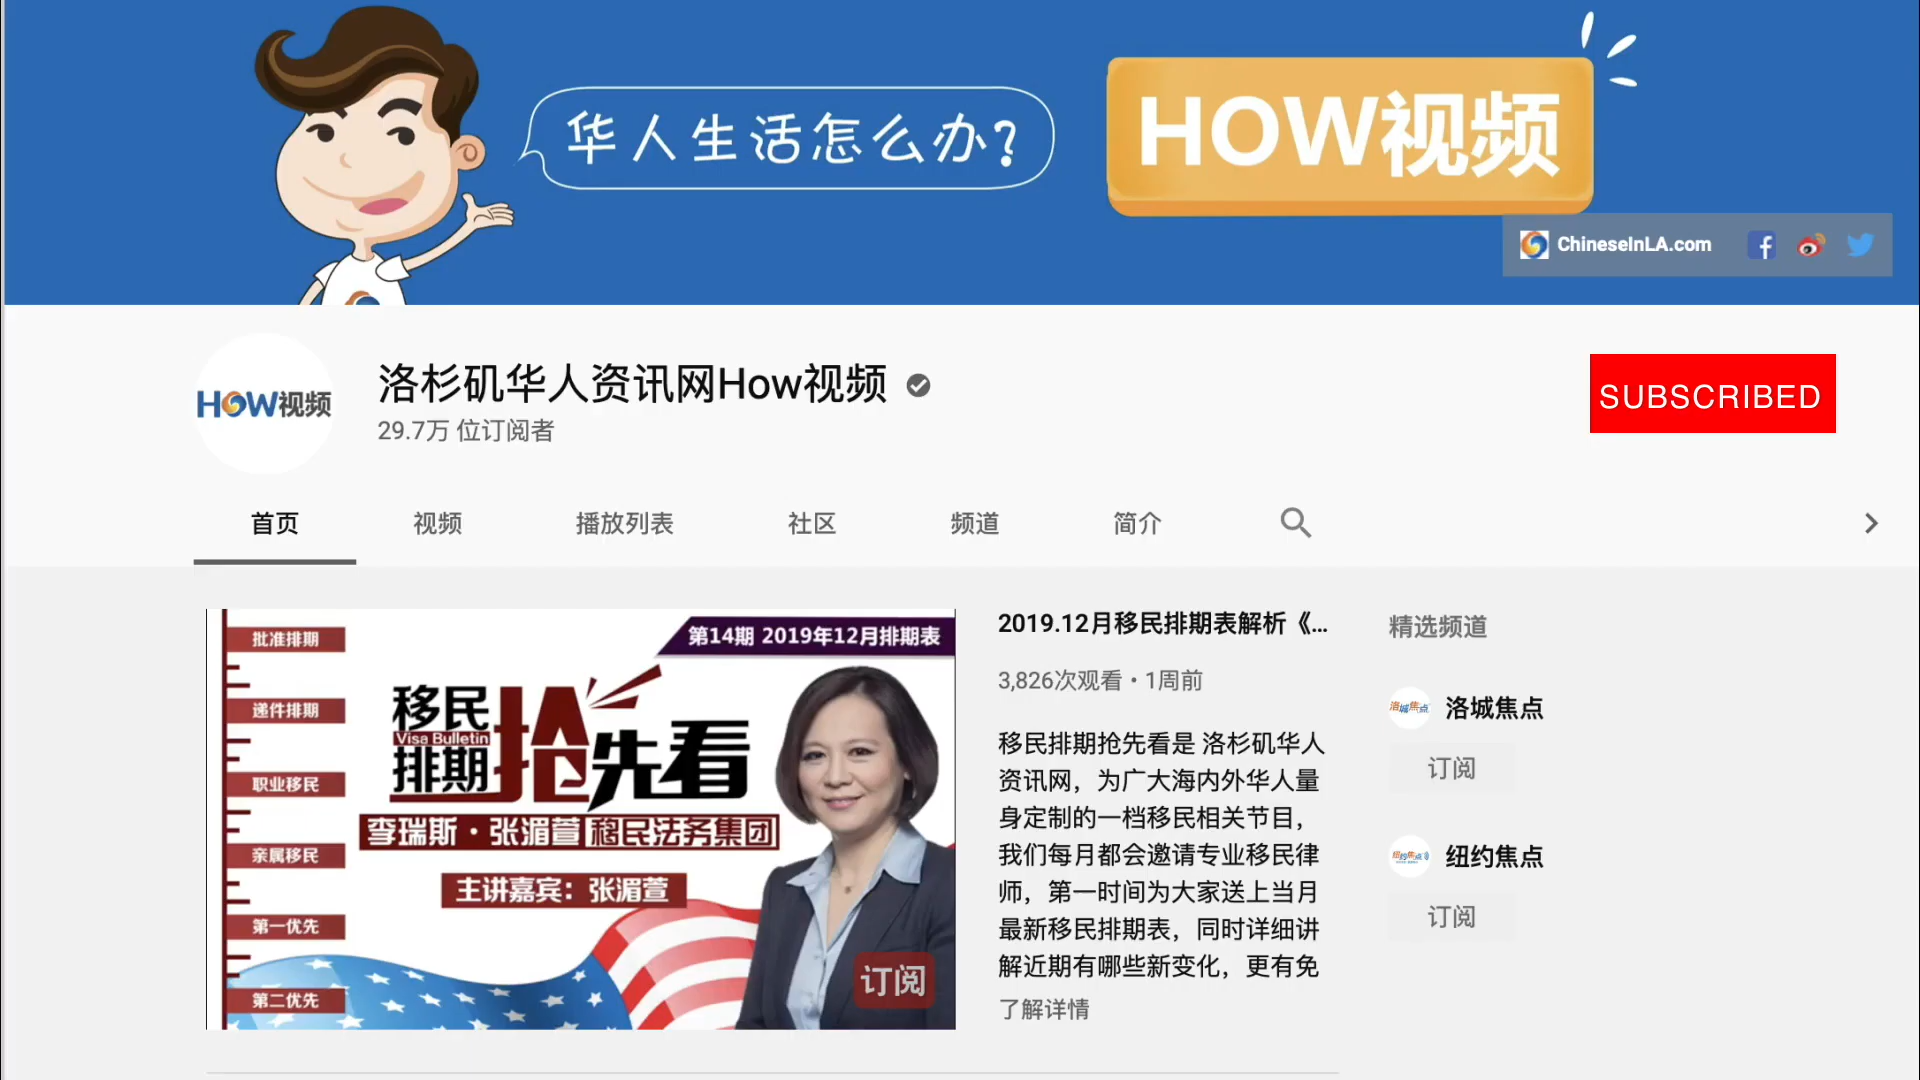 华人生活怎么办?
HOW视频
ChineseInLA.com
HOW视频
洛杉矶华人资讯网How视频
29.7万 位订阅者
SUBSCRIBED
首页
视频
播放列表
社区
频道
简介
批准排期
递件排期
职业移民
亲属移民
第一优先
第二优先
第14期 2019年12月排期表
移民
Visa Bulletin
排期
抢先看
李瑞斯·张湄萱移民法务集团
主讲嘉宾：张湄萱
订阅
2019.12月移民排期表解析《...
3,826次观看・1周前
移民排期抢先看是 洛杉矶华人
资讯网，为广大海内外华人量
身定制的一档移民相关节目，
我们每月都会邀请专业移民律
师，第一时间为大家送上当月
最新移民排期表，同时详细讲
解近期有哪些新变化，更有免
了解详情
精选频道
洛城焦点
洛城焦点
订阅
纽约焦点
纽约焦点
订阅